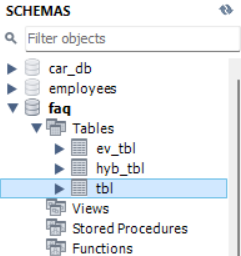 SCHEMAS
Filter objects
car_db
employees
faq
Tables
ev_tbl
hyb_tbl
tbl
Views
Stored Procedures
Functions